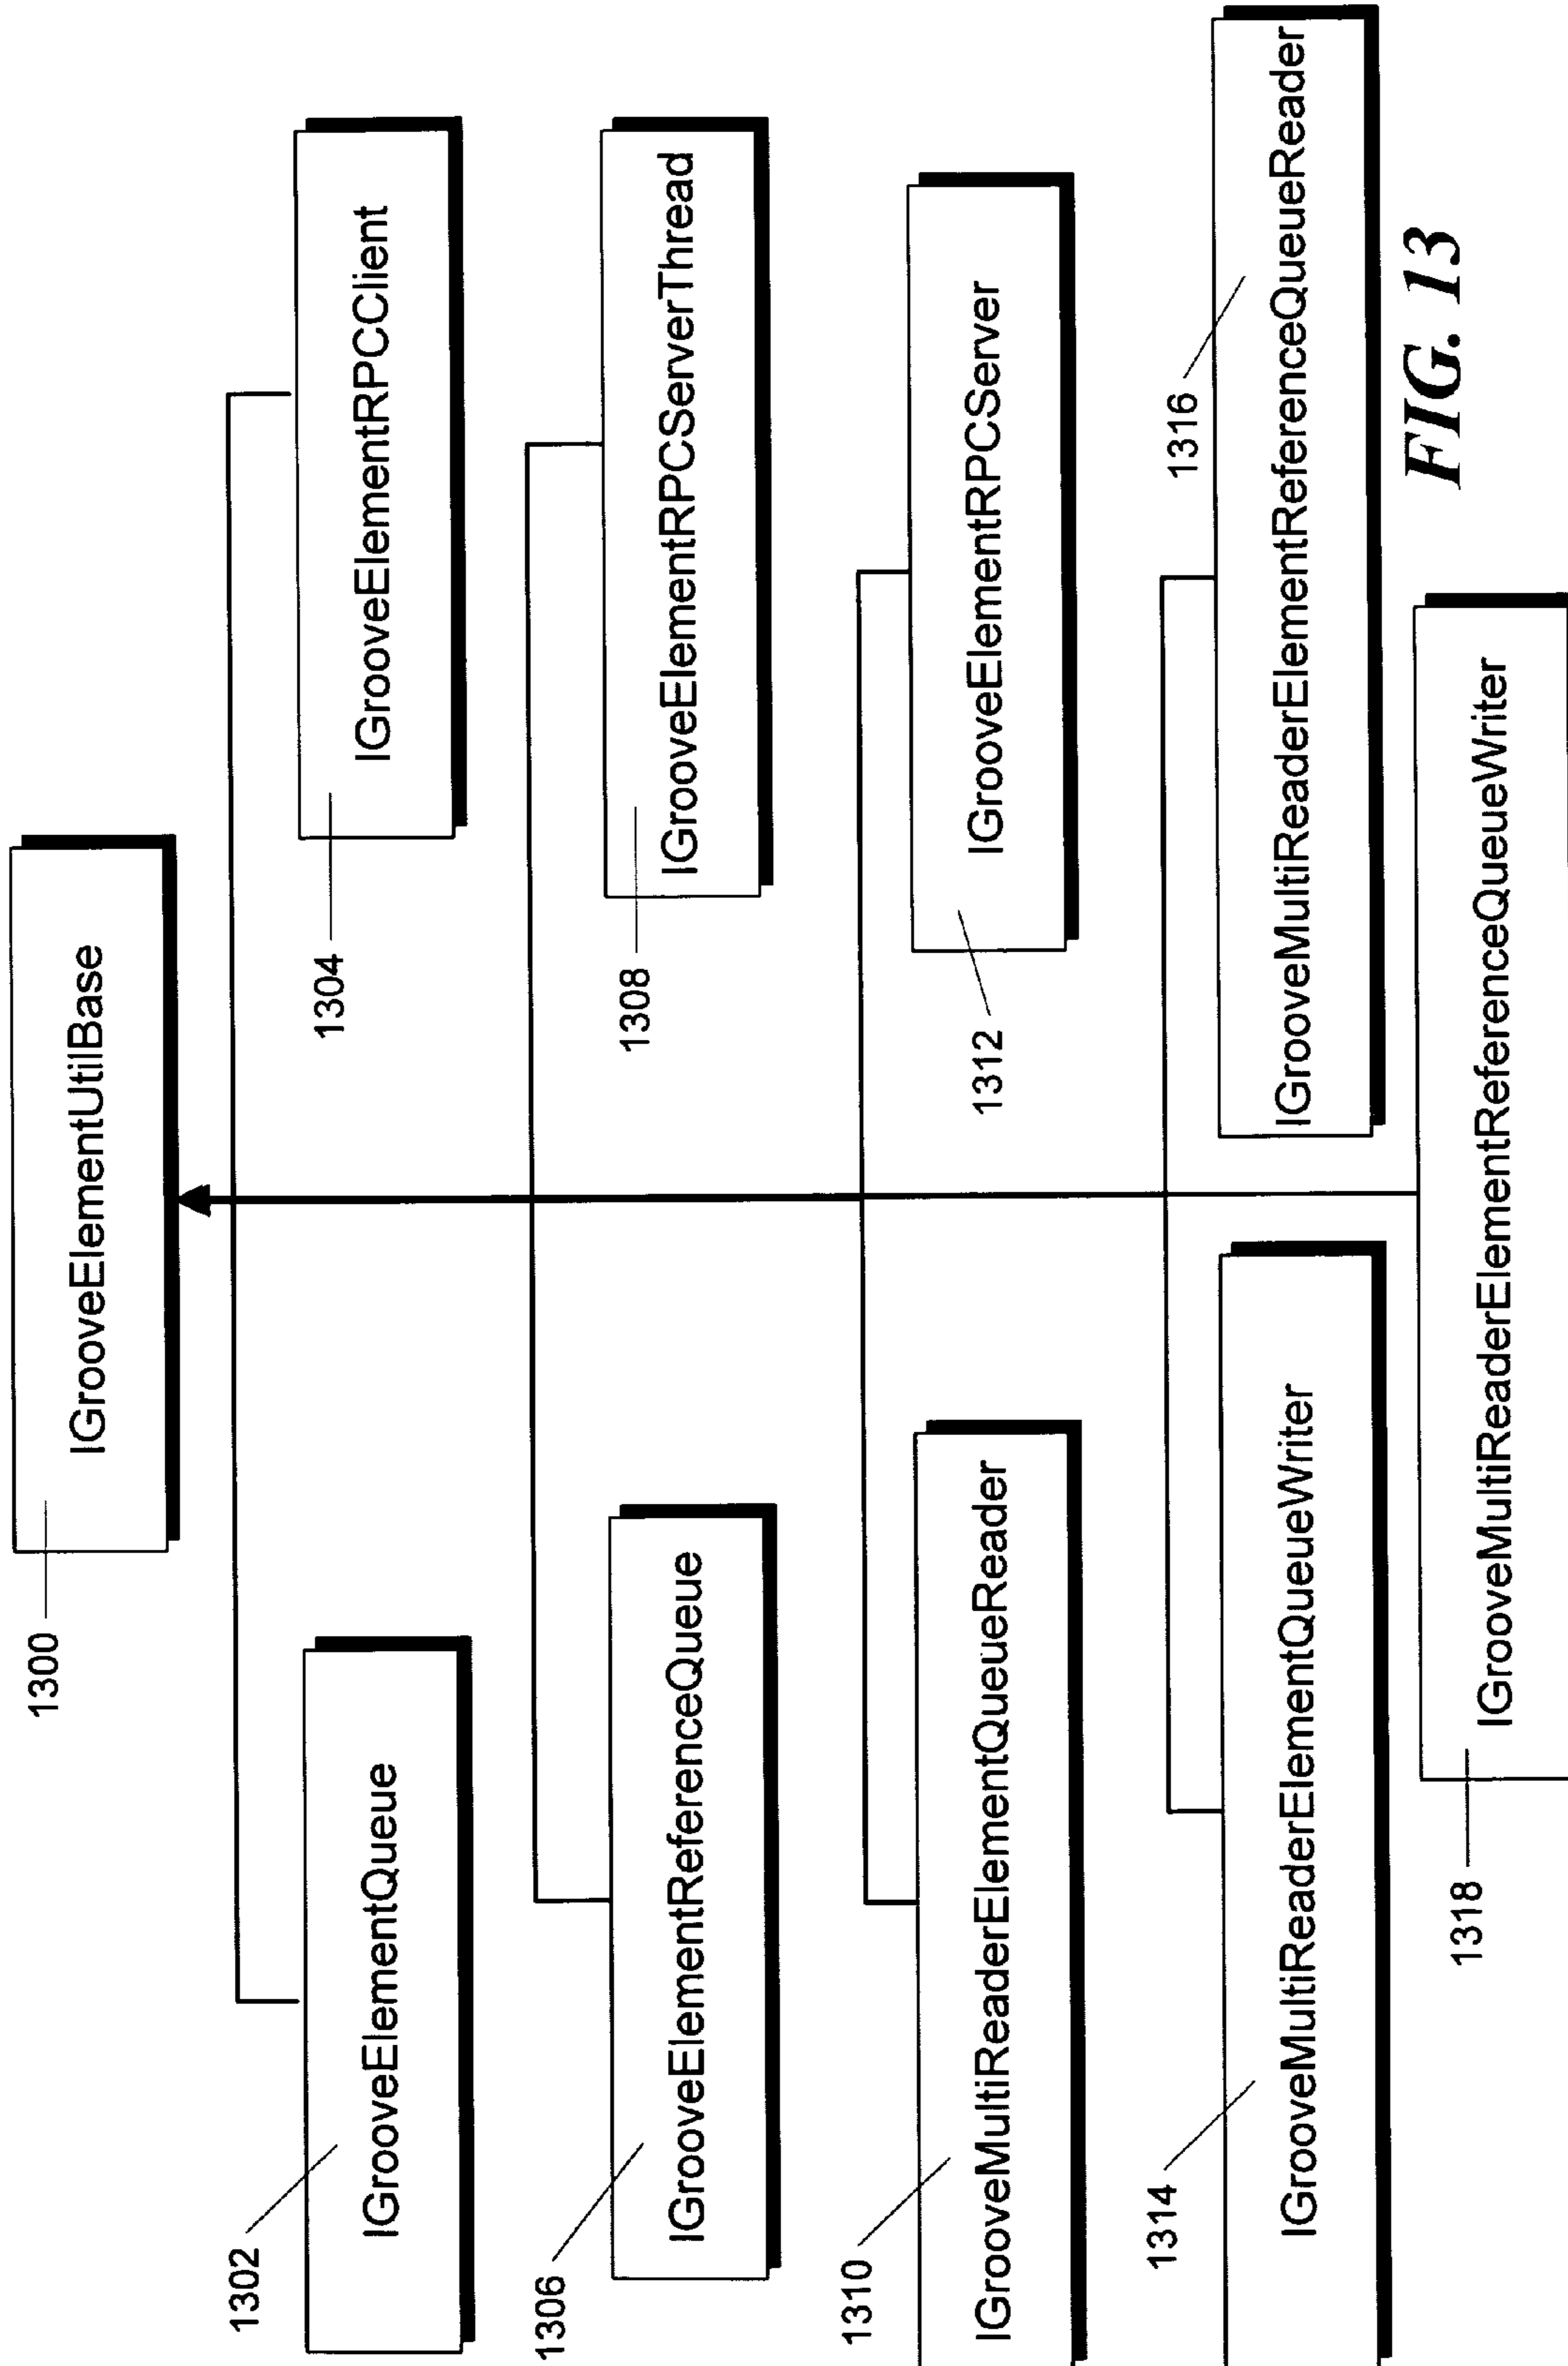 1300
IGrooveElementUtilBase
1302
IGrooveElementQueue
1304
IGrooveElementRPCClient
1306
IGrooveElementReferenceQueue
1308
IGrooveElementRPCServerThread
1310
IGrooveMultiReaderElementQueueReader
1312
IGrooveElementRPCServer
1314
IGrooveMultiReaderElementQueueWriter
1316
IGrooveMultiReaderElementReferenceQueueReader
1318
IGrooveMultiReaderElementReferenceQueueWriter
FIG. 13